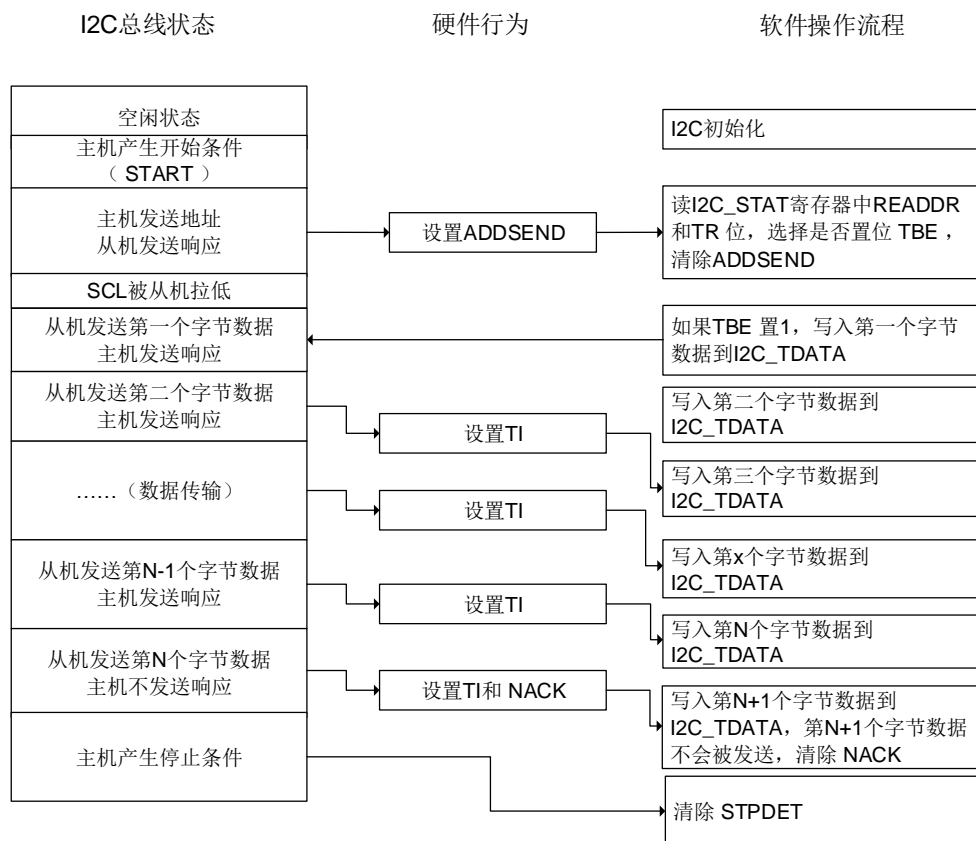 I2C总线状态
硬件行为
软件操作流程
空闲状态
I2C初始化
主机产生开始条件
（ START ）
主机发送地址
从机发送响应
设置ADDSEND
读I2C_STAT寄存器中READDR
和TR 位，选择是否置位 TBE ，
清除ADDSEND
SCL被从机拉低
从机发送第一个字节数据
主机发送响应
如果TBE 置1，写入第一个字节
数据到I2C_TDATA
从机发送第二个字节数据
主机发送响应
设置TI
写入第二个字节数据到
I2C_TDATA
写入第三个字节数据到
I2C_TDATA
……（数据传输）
设置TI
写入第x个字节数据到
I2C_TDATA
从机发送第N-1个字节数据
主机发送响应
设置TI
写入第N个字节数据到
I2C_TDATA
从机发送第N个字节数据
主机不发送响应
设置TI和 NACK
写入第N+1个字节数据到
I2C_TDATA，第N+1个字节数据
不会被发送，清除 NACK
主机产生停止条件
清除 STPDET